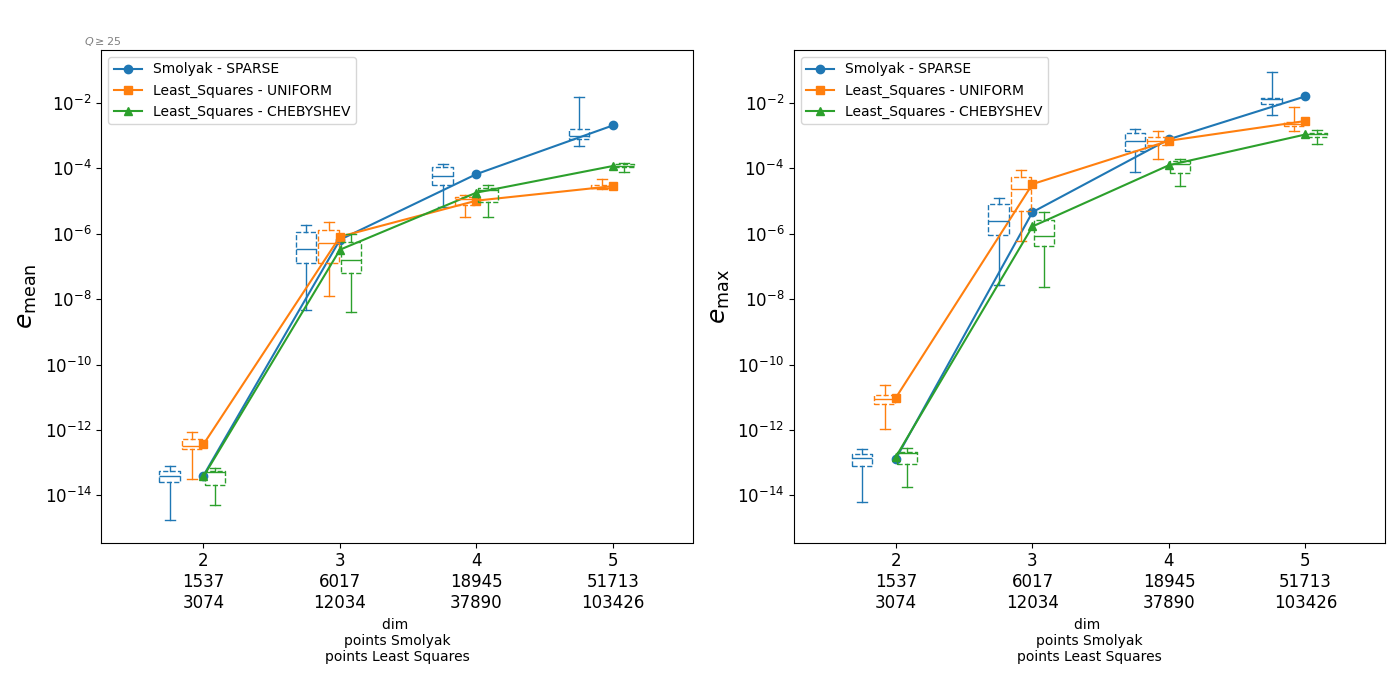 Q ≥ 25
Smolyak - SPARSE
Least_Squares - UNIFORM
Least_Squares - CHEBYSHEV
10⁻²
10⁻⁴
10⁻⁶
10⁻⁸
10⁻¹⁰
10⁻¹²
10⁻¹⁴
e_mean
2 3 4 5
1537 6017 18945 51713
3074 12034 37890 103426
dim
points Smolyak
points Least Squares
Smolyak - SPARSE
Least_Squares - UNIFORM
Least_Squares - CHEBYSHEV
10⁻²
10⁻⁴
10⁻⁶
10⁻⁸
10⁻¹⁰
10⁻¹²
10⁻¹⁴
e_max
2 3 4 5
1537 6017 18945 51713
3074 12034 37890 103426
dim
points Smolyak
points Least Squares